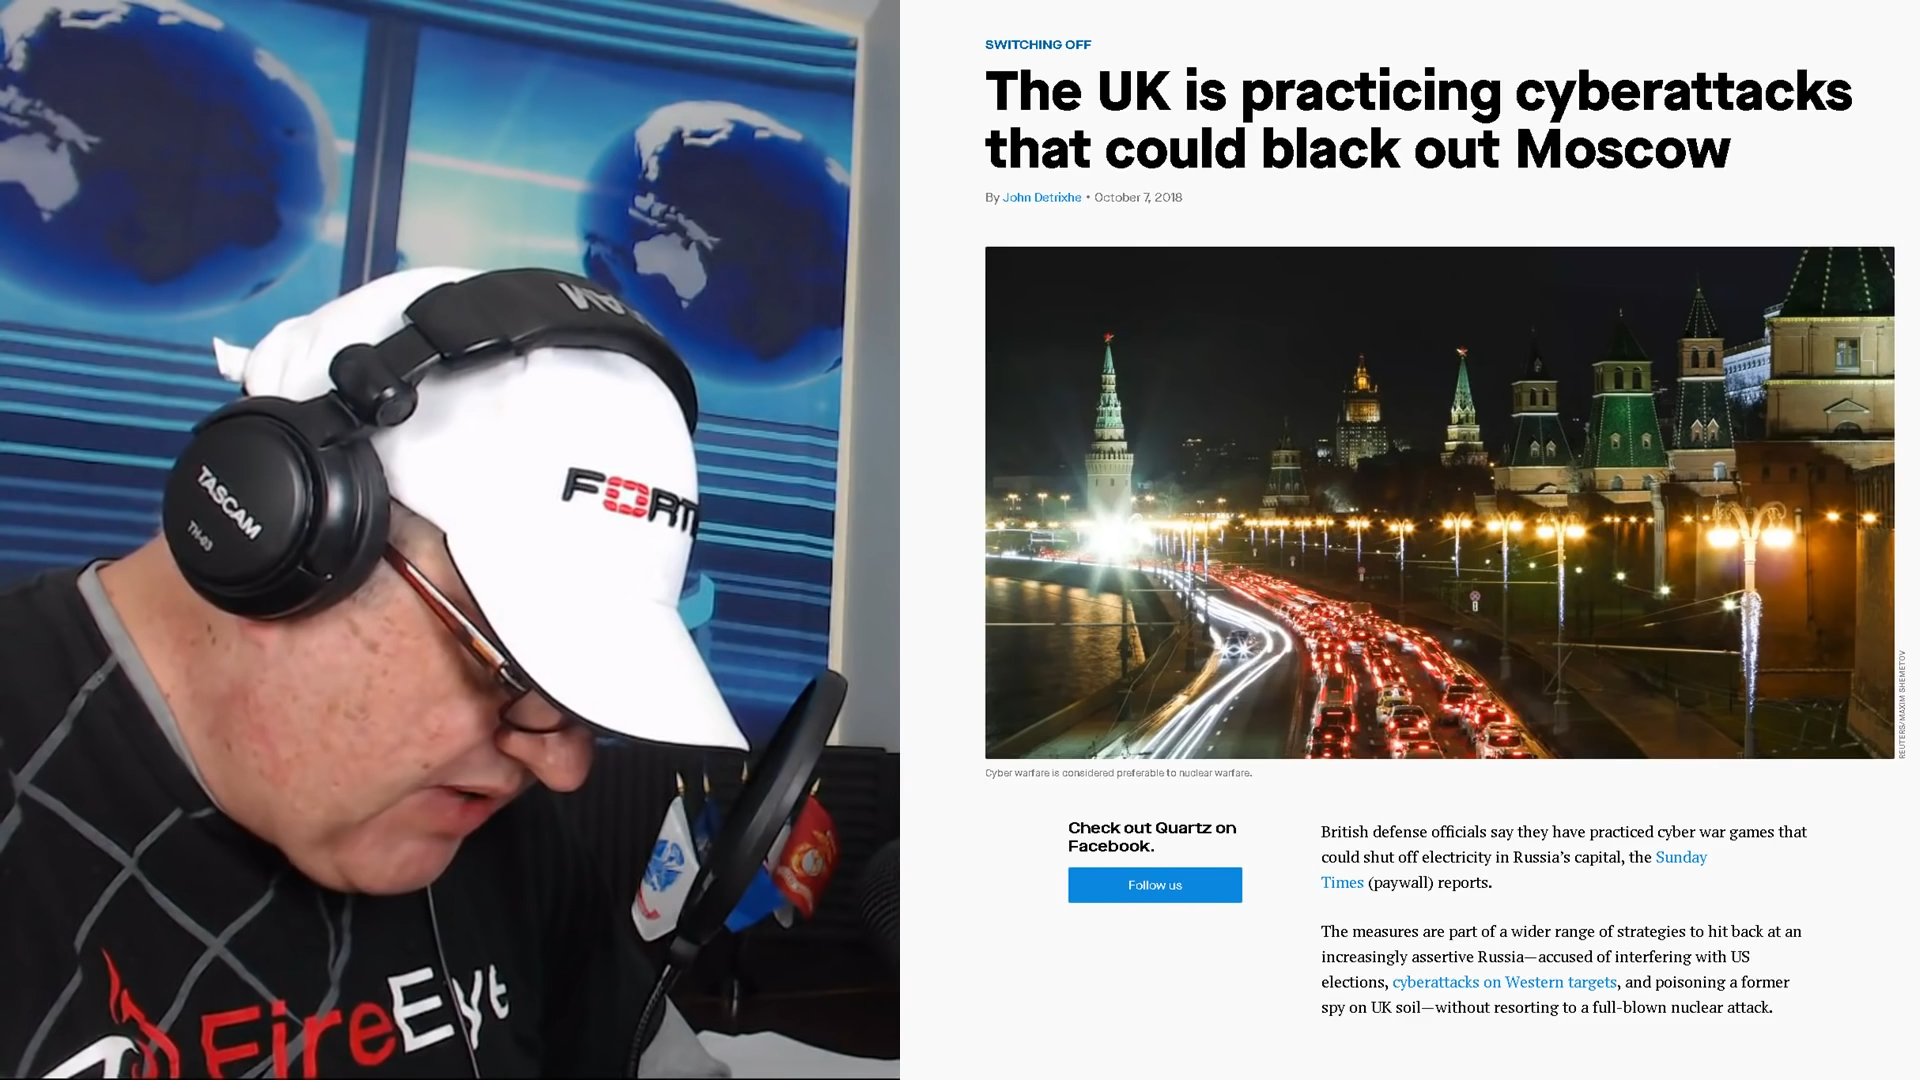 SWITCHING OFF
The UK is practicing cyberattacks
that could black out Moscow
By John Detrixhe • October 7, 2018
REUTERS/MAXIM SHEMETOV
Cyber warfare is considered preferable to nuclear warfare.
Check out Quartz on
Facebook.
Follow us
British defense officials say they have practiced cyber war games that
could shut off electricity in Russia’s capital, the Sunday
Times (paywall) reports.
The measures are part of a wider range of strategies to hit back at an
increasingly assertive Russia—accused of interfering with US
elections, cyberattacks on Western targets, and poisoning a former
spy on UK soil—without resorting to a full-blown nuclear attack.
TASCAM
TH-03
FORTI
FireEye